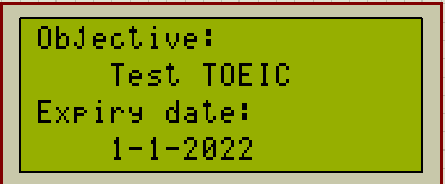 Objective:
Test TOEIC
Expiry date:
1-1-2022